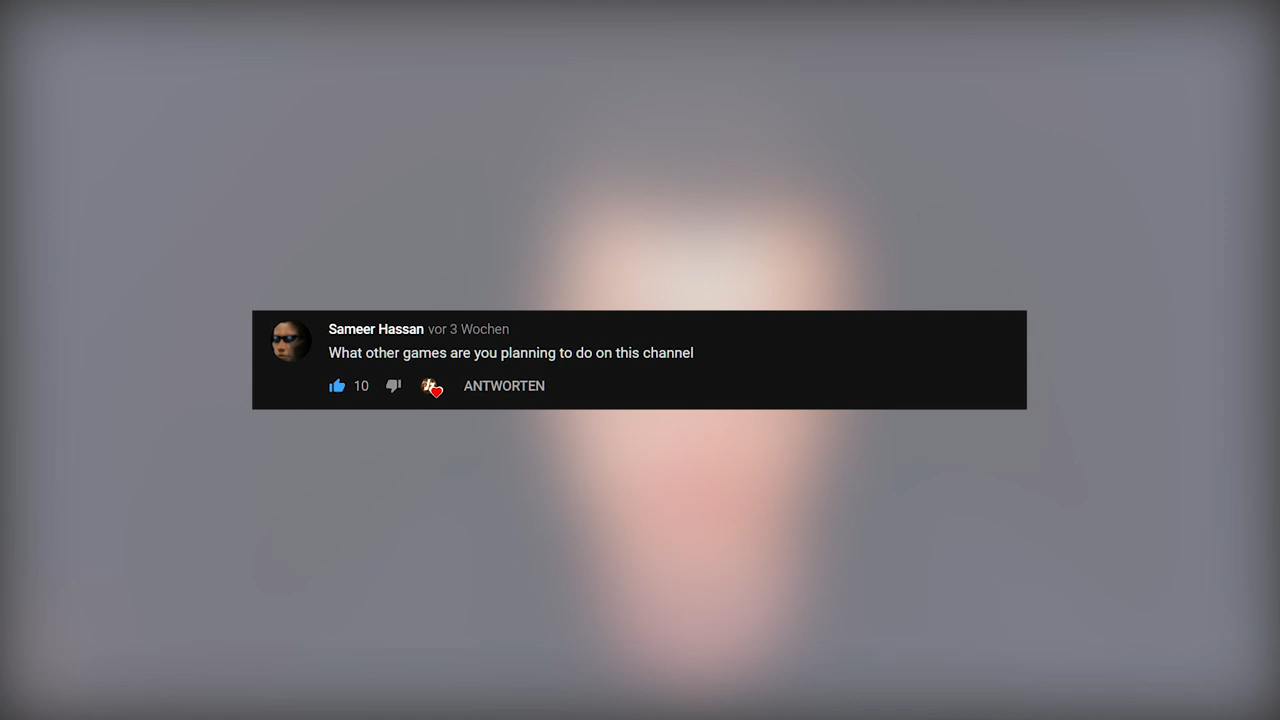 Sameer Hassan vor 3 Wochen
What other games are you planning to do on this channel
10 ANTWORTEN